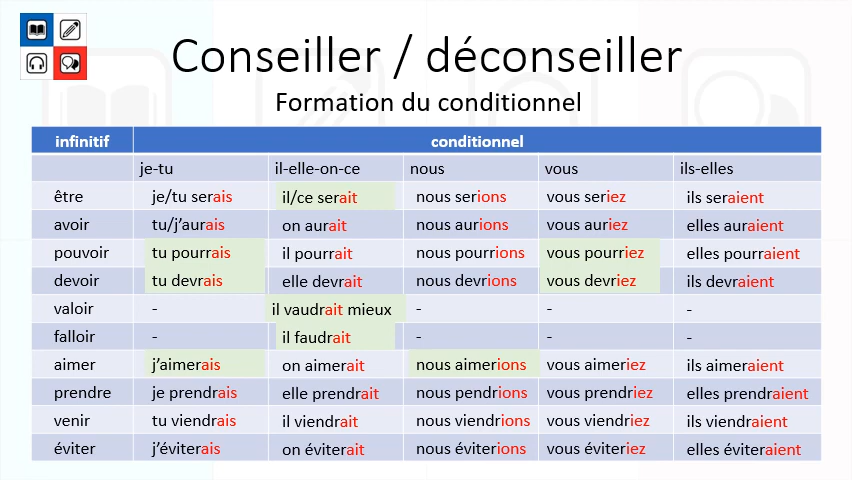 Conseiller / déconseiller
Formation du conditionnel
infinitif conditionnel
je-tu il-elle-on-ce nous vous ils-elles
être je/tu serais il/ce serait nous serions vous seriez ils seraient
avoir tu/j’aurais on aurait nous aurions vous auriez elles auraient
pouvoir tu pourrais il pourrait nous pourrions vous pourriez elles pourraient
devoir tu devrais elle devrait nous devrions vous devriez ils devraient
valoir - il vaudrait mieux - - -
falloir - il faudrait - - -
aimer j’aimerais on aimerait nous aimerions vous aimeriez ils aimeraient
prendre je prendrais elle prendrait nous pendrions vous prendriez elles prendraient
venir tu viendrais il viendrait nous viendrions vous viendriez ils viendraient
éviter j’éviterais on éviterait nous éviterions vous éviteriez elles éviteraient